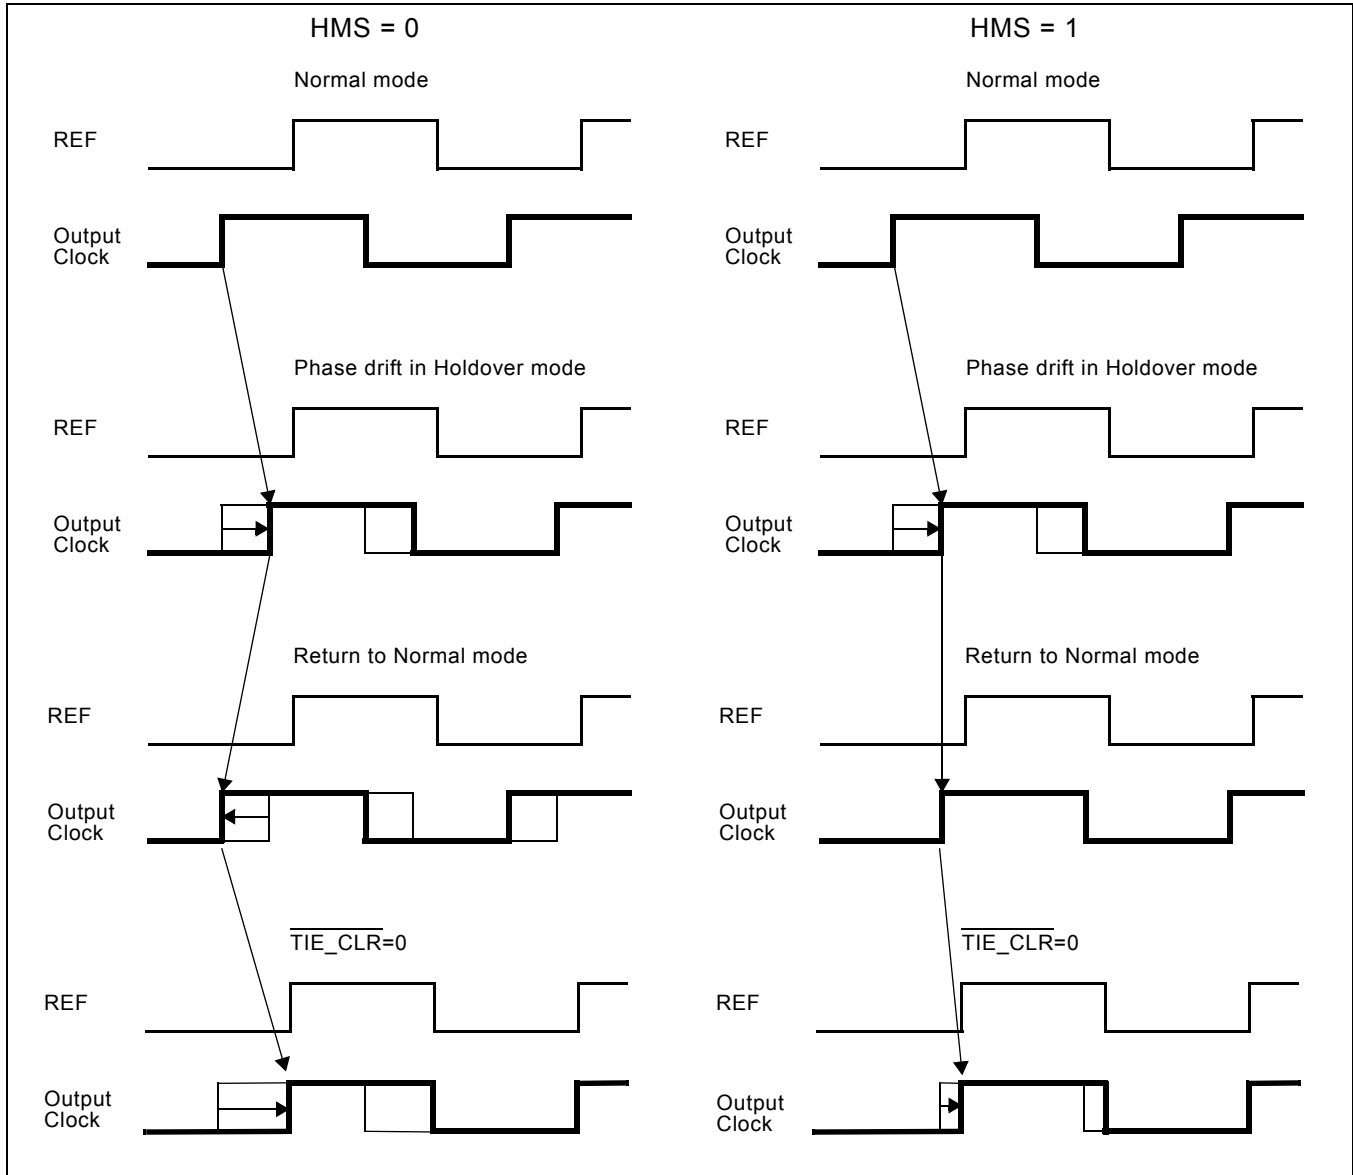 HMS = 0
Normal mode
REF
Output
Clock
Phase drift in Holdover mode
REF
Output
Clock
Return to Normal mode
REF
Output
Clock
TIE_CLR=0
REF
Output
Clock
HMS = 1
Normal mode
REF
Output
Clock
Phase drift in Holdover mode
REF
Output
Clock
Return to Normal mode
REF
Output
Clock
TIE_CLR=0
REF
Output
Clock